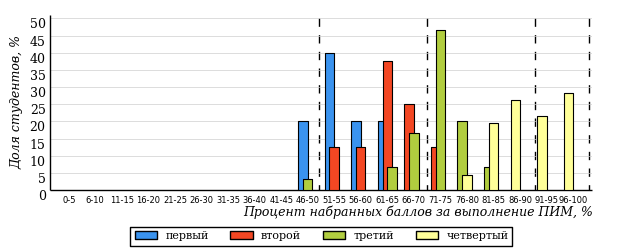 50
45
40
35
30
25
20
15
10
5
0
Доля студентов, %
0-5 6-10 11-15 16-20 21-25 26-30 31-35 36-40 41-45 46-50 51-55 56-60 61-65 66-70 71-75 76-80 81-85 86-90 91-95 96-100
Процент набранных баллов за выполнение ПИМ, %
первый второй третий четвертый